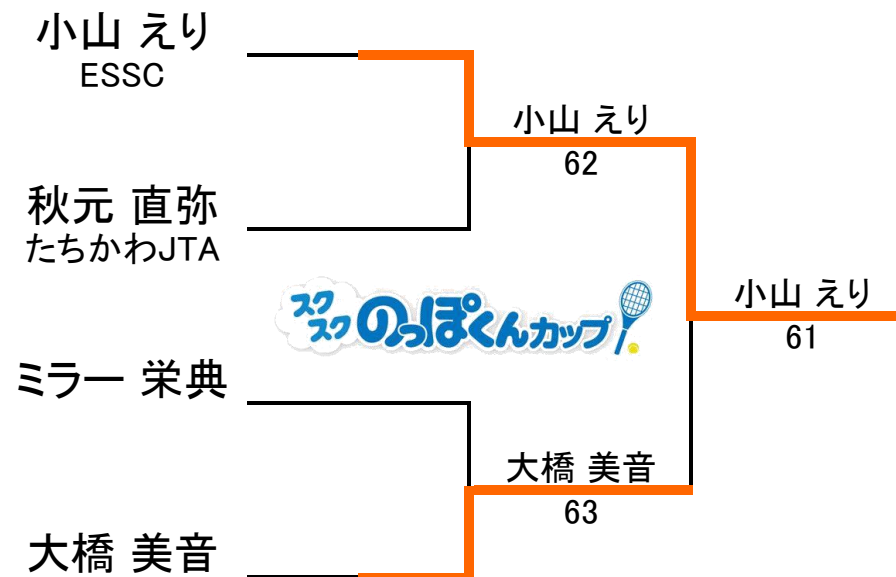 小山 えり
ESSC
小山 えり
62
秋元 直弥
たちかわJTA
スクスクのっぽくんカップ
小山 えり
61
ミラー 栄典
大橋 美音
63
大橋 美音